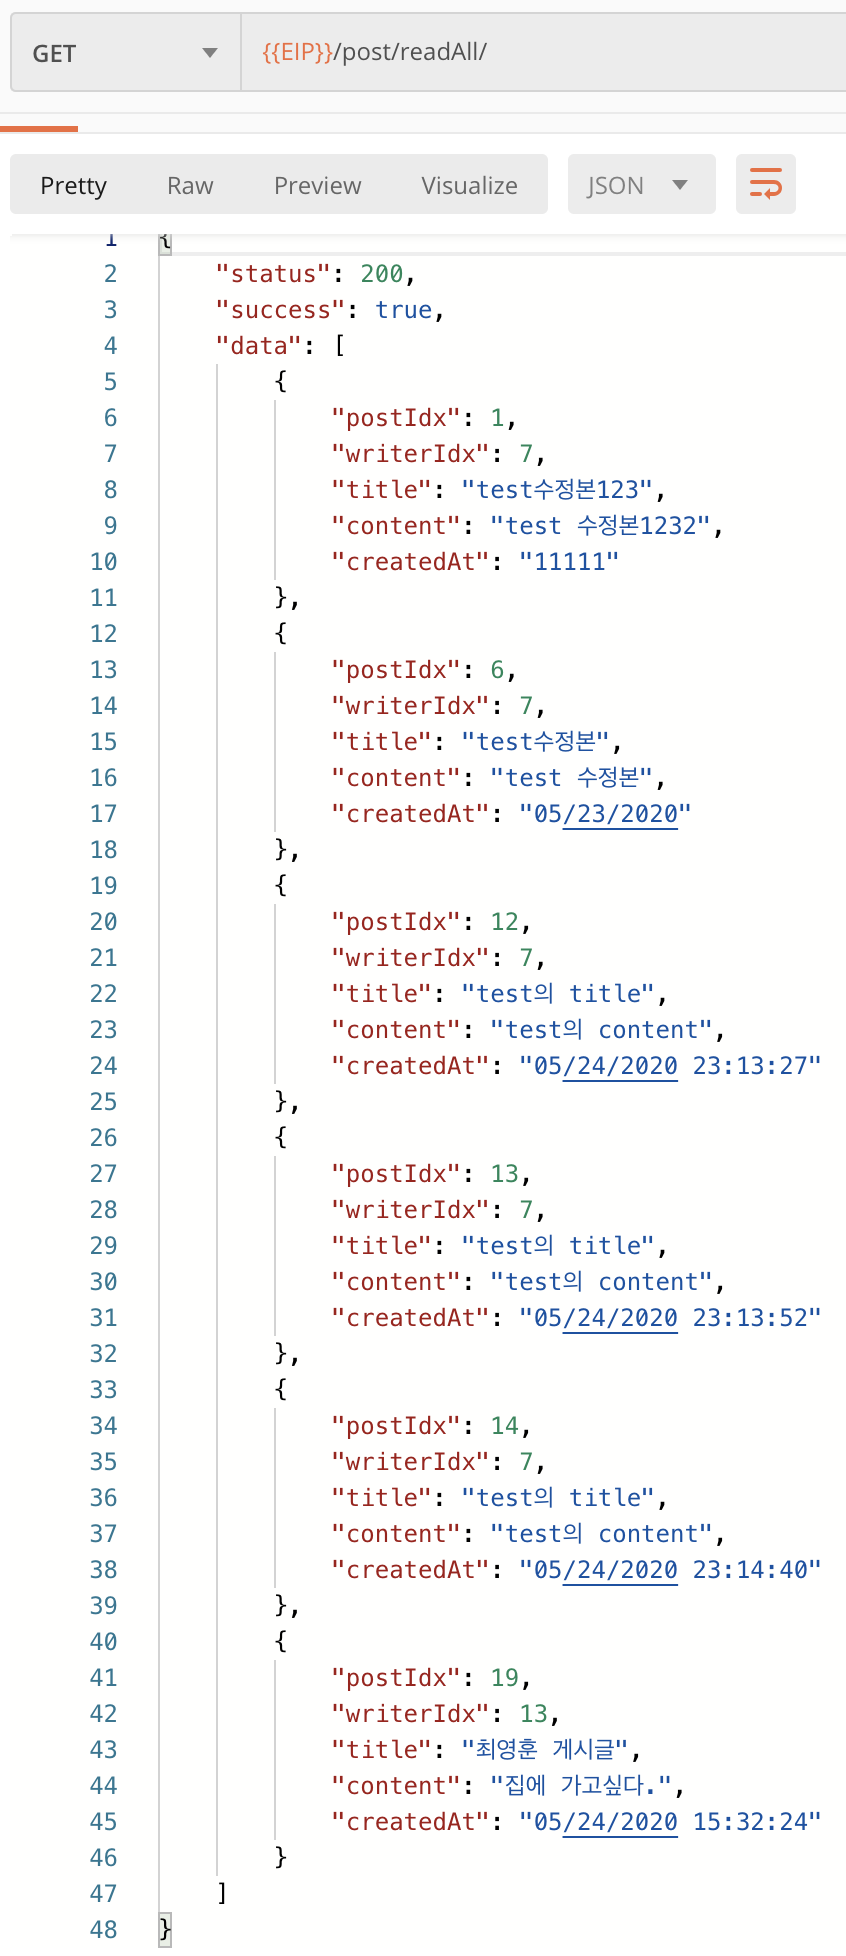 GET {{EIP}}/post/readAll/
Pretty Raw Preview Visualize JSON
1 {
2 "status": 200,
3 "success": true,
4 "data": [
5 {
6 "postIdx": 1,
7 "writerIdx": 7,
8 "title": "test수정본123",
9 "content": "test 수정본1232",
10 "createdAt": "11111"
11 },
12 {
13 "postIdx": 6,
14 "writerIdx": 7,
15 "title": "test수정본",
16 "content": "test 수정본",
17 "createdAt": "05/23/2020"
18 },
19 {
20 "postIdx": 12,
21 "writerIdx": 7,
22 "title": "test의 title",
23 "content": "test의 content",
24 "createdAt": "05/24/2020 23:13:27"
25 },
26 {
27 "postIdx": 13,
28 "writerIdx": 7,
29 "title": "test의 title",
30 "content": "test의 content",
31 "createdAt": "05/24/2020 23:13:52"
32 },
33 {
34 "postIdx": 14,
35 "writerIdx": 7,
36 "title": "test의 title",
37 "content": "test의 content",
38 "createdAt": "05/24/2020 23:14:40"
39 },
40 {
41 "postIdx": 19,
42 "writerIdx": 13,
43 "title": "최영훈 게시글",
44 "content": "집에 가고싶다.",
45 "createdAt": "05/24/2020 15:32:24"
46 }
47 ]
48 }